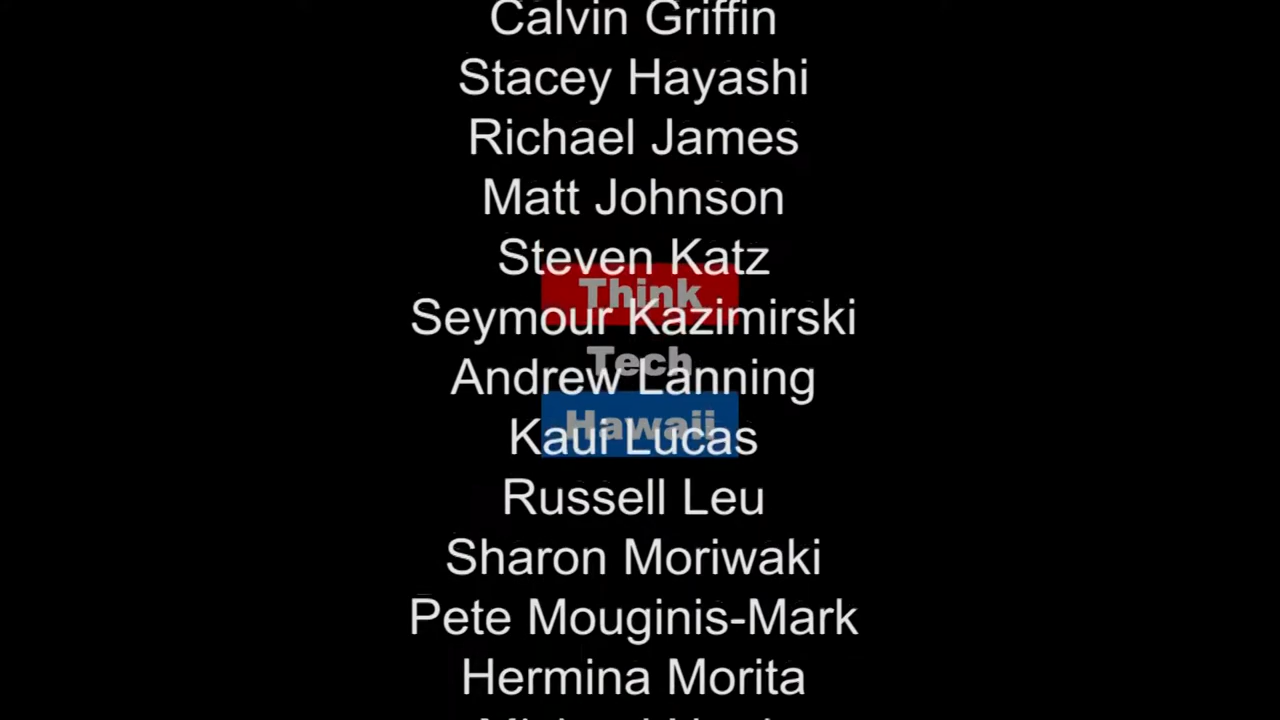 Calvin Griffin
Stacey Hayashi
Richael James
Matt Johnson
Steven Katz
Think
Seymour Kazimirski
Tech
Andrew Lanning
Hawaii
Kaui Lucas
Russell Leu
Sharon Moriwaki
Pete Mouginis-Mark
Hermina Morita